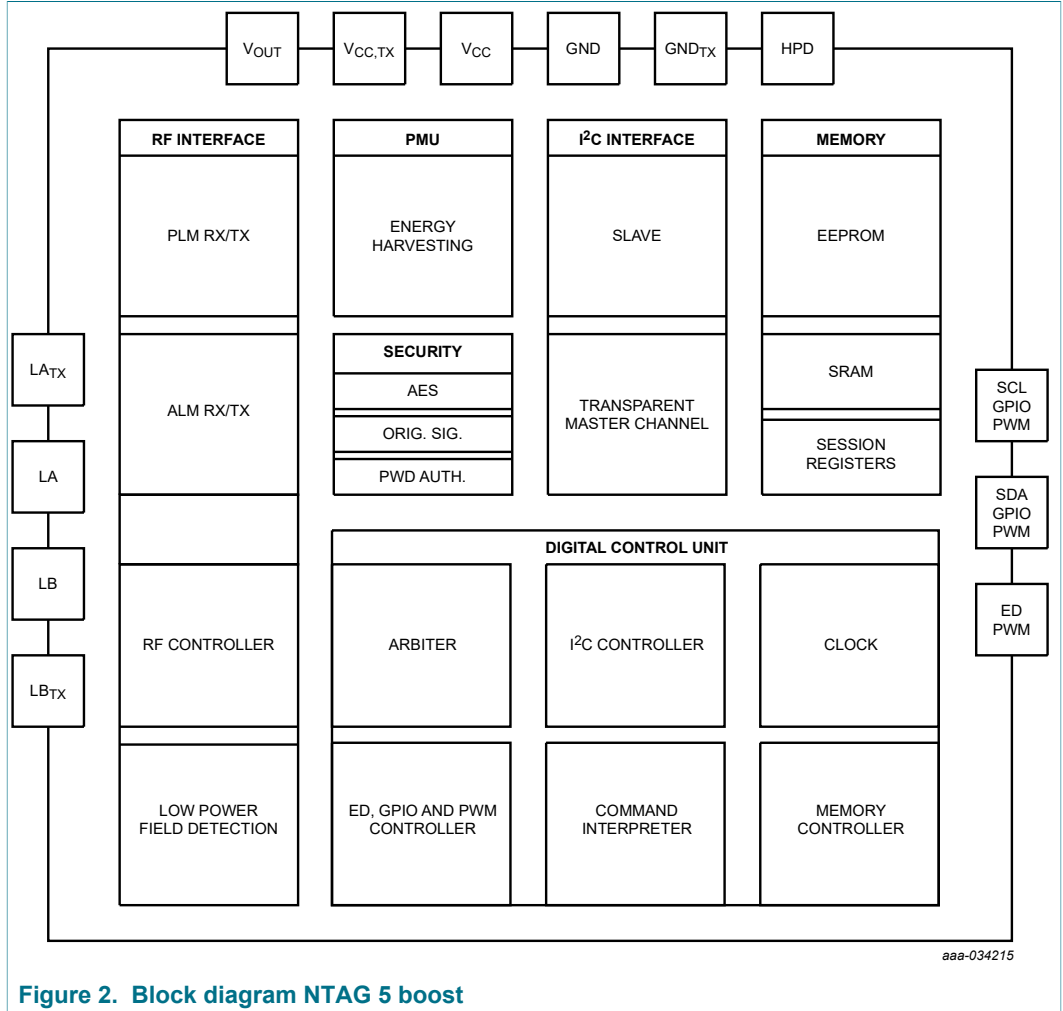 VOUT
VCC,TX
VCC
GND
GNDTX
HPD
RF INTERFACE
PMU
I2C INTERFACE
MEMORY
PLM RX/TX
ENERGY
HARVESTING
SLAVE
EEPROM
LATX
LA
LB
LBTX
ALM RX/TX
SECURITY
AES
ORIG. SIG.
PWD AUTH.
TRANSPARENT
MASTER CHANNEL
SRAM
SESSION
REGISTERS
SCL
GPIO
PWM
SDA
GPIO
PWM
ED
PWM
DIGITAL CONTROL UNIT
RF CONTROLLER
ARBITER
I2C CONTROLLER
CLOCK
LOW POWER
FIELD DETECTION
ED, GPIO AND PWM
CONTROLLER
COMMAND
INTERPRETER
MEMORY
CONTROLLER
aaa-034215
Figure 2. Block diagram NTAG 5 boost